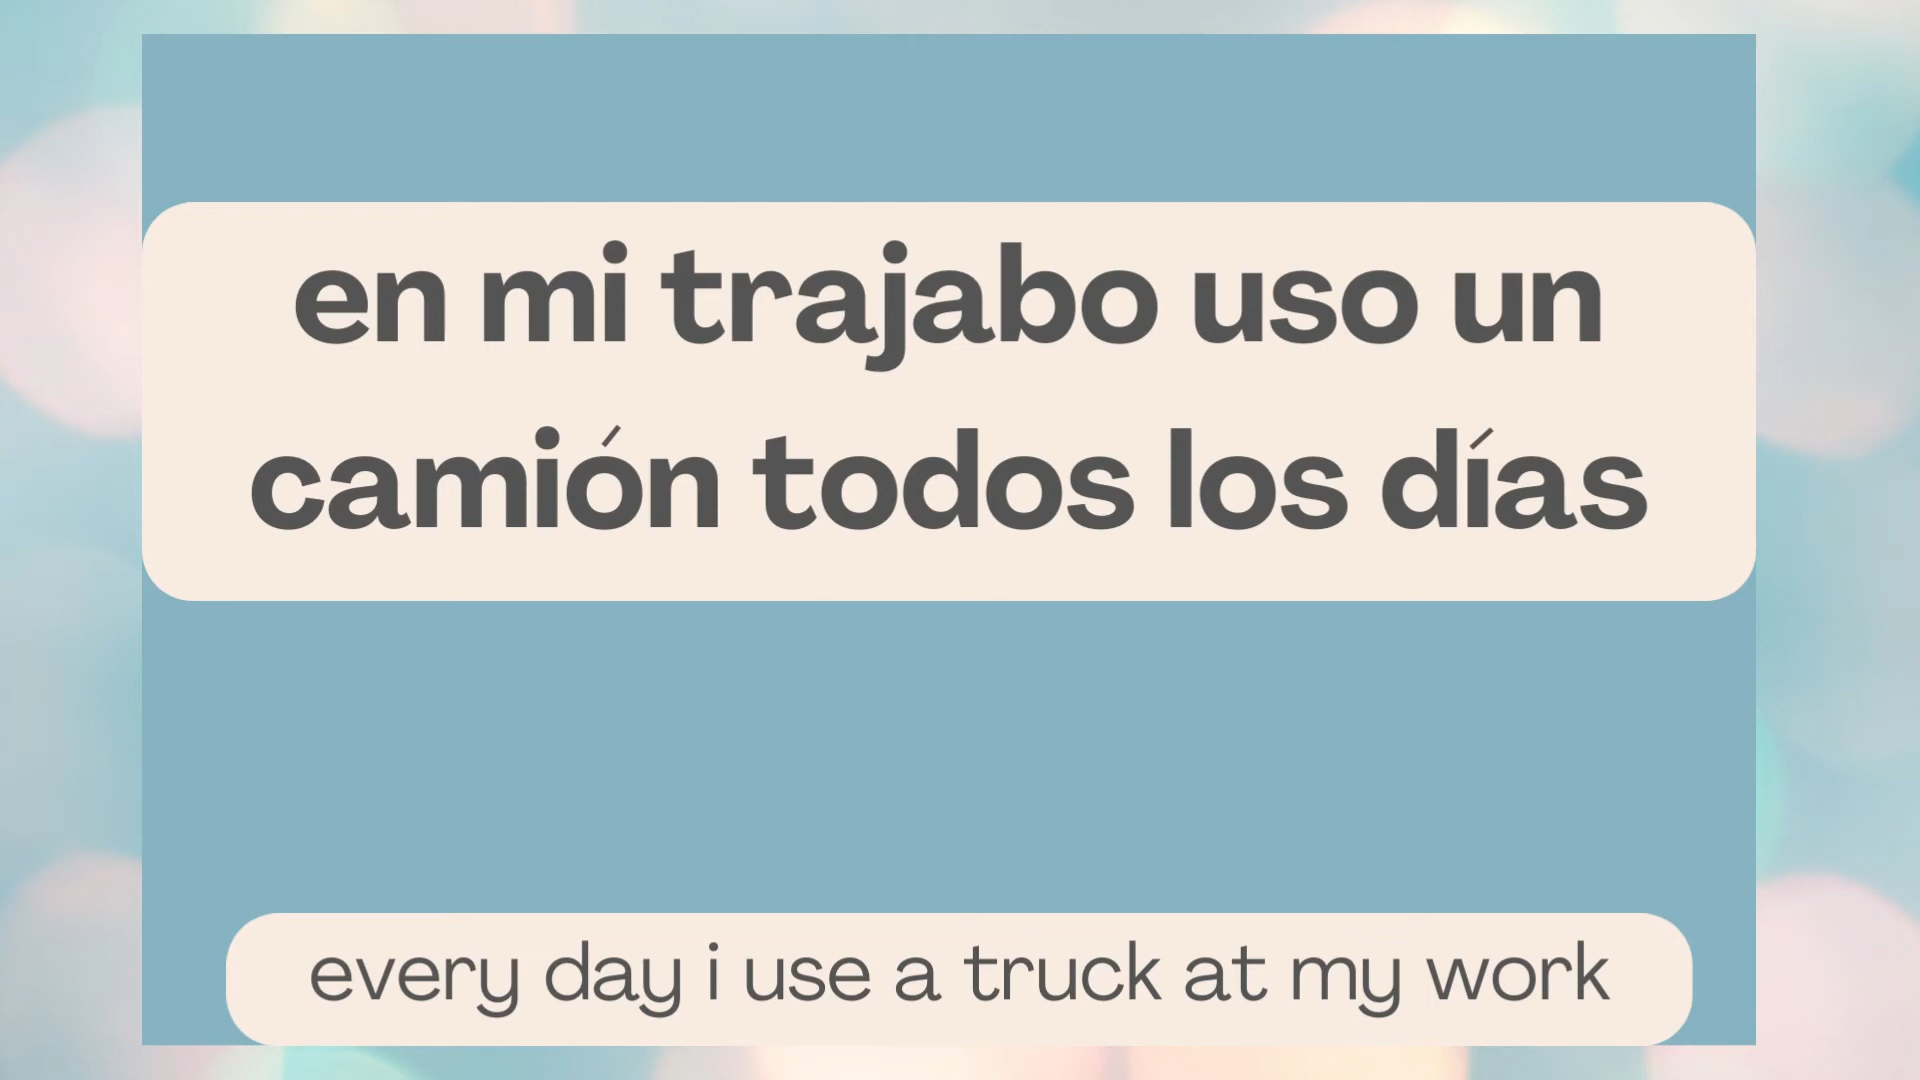 en mi trajabo uso un
camión todos los días
every day i use a truck at my work